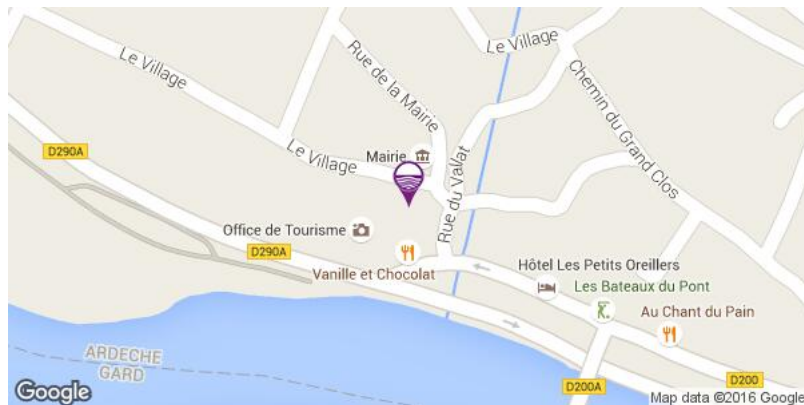 Le Village
Le Village
Rue de la Mairie
Chemin du Grand Clos
D290A
Mairie
Le Village
Rue du Vallat
Office de Tourisme
D290A
Vanille et Chocolat
Hôtel Les Petits Oreillers
Les Bateaux du Pont
Au Chant du Pain
ARDECHE
GARD
D200A
D200
Google
Map data ©2016 Google